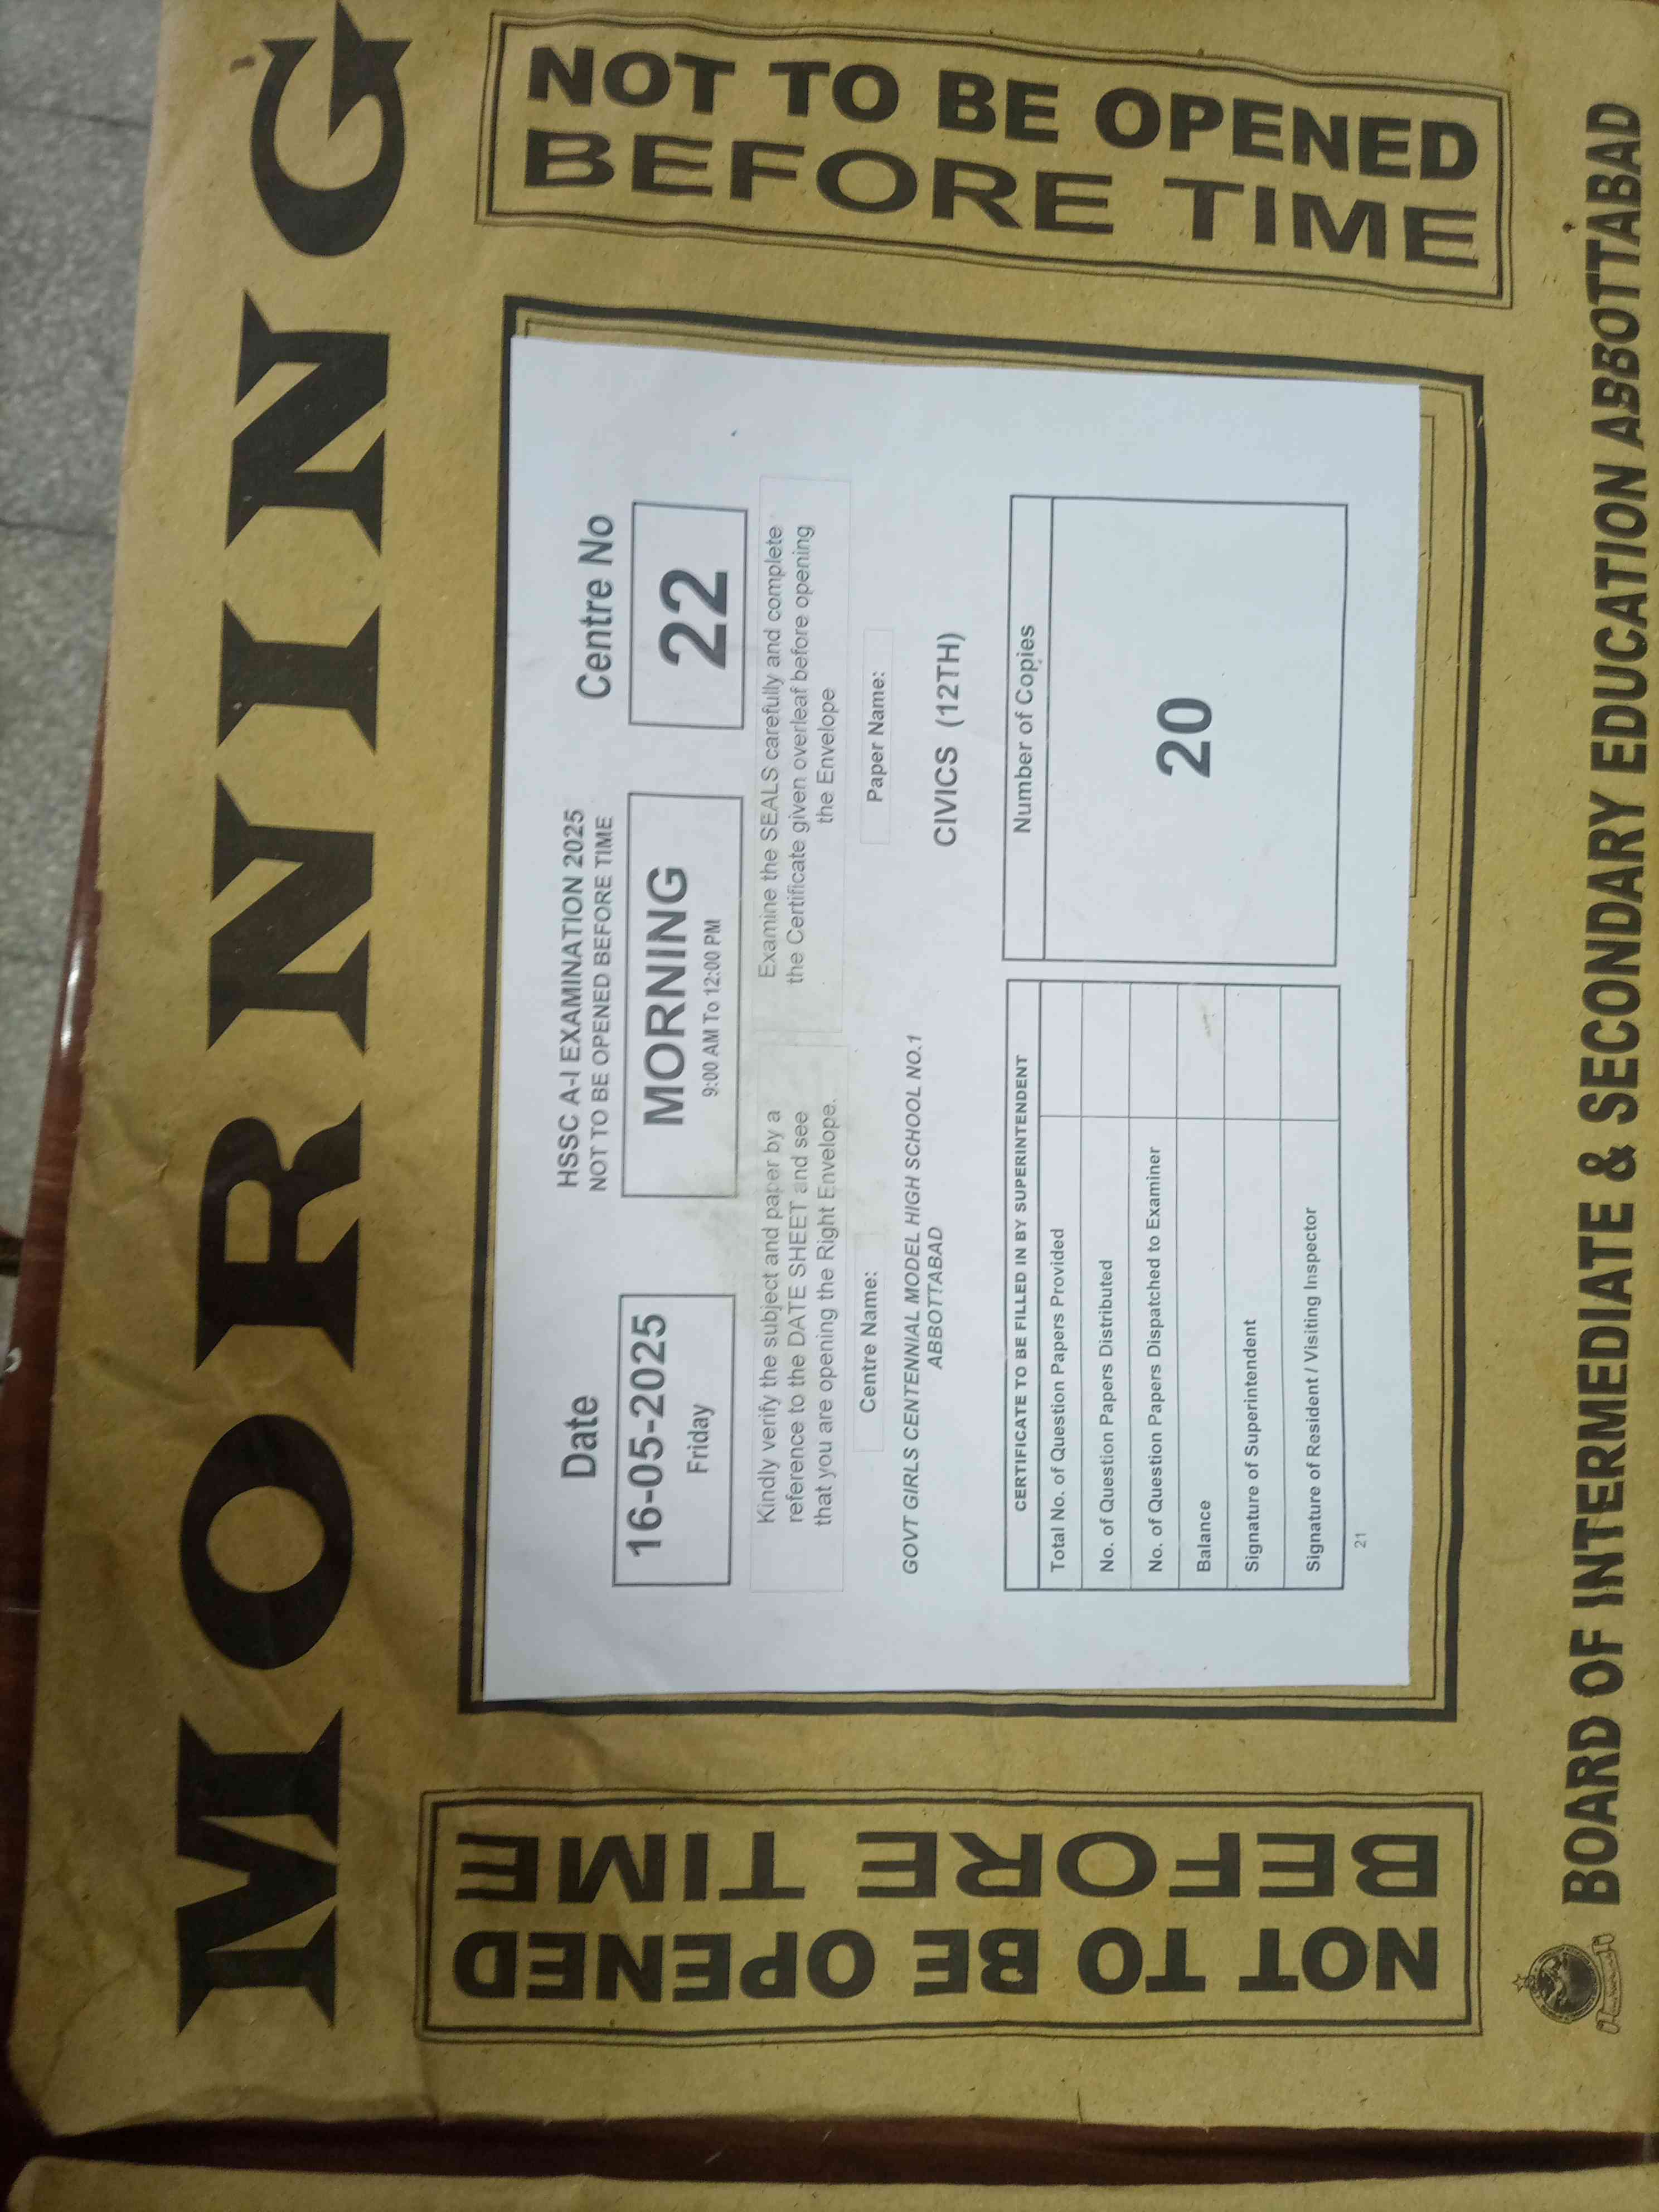 MORNING
NOT TO BE OPENED
BEFORE TIME
NOT TO BE OPENED
BEFORE TIME
HSSC A-I EXAMINATION 2025
NOT TO BE OPENED BEFORE TIME
Date
16-05-2025
Friday
MORNING
9:00 AM To 12:00 PM
Centre No
22
Kindly verify the subject and paper by a
reference to the DATE SHEET and see
that you are opening the Right Envelope.
Examine the SEALS carefully and complete
the Certificate given overleaf before opening
the Envelope
Centre Name:
GOVT GIRLS CENTENNIAL MODEL HIGH SCHOOL NO.1
ABBOTTABAD
Paper Name:
CIVICS (12TH)
CERTIFICATE TO BE FILLED IN BY SUPERINTENDENT
Total No. of Question Papers Provided
No. of Question Papers Distributed
No. of Question Papers Dispatched to Examiner
Balance
Signature of Superintendent
Signature of Resident / Visiting Inspector
Number of Copies
20
21
BOARD OF INTERMEDIATE & SECONDARY EDUCATION ABBOTTABAD